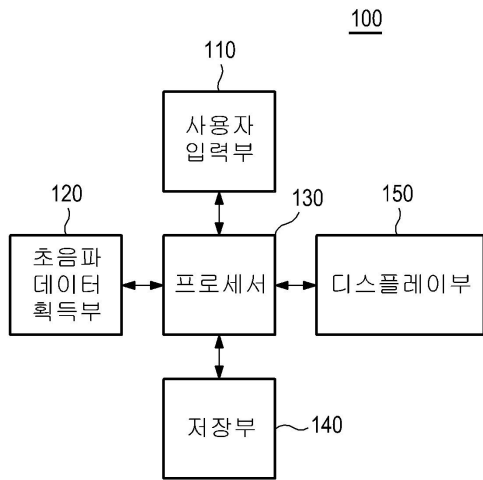 100
110
사용자
입력부
120
130
150
초음파
데이터
획득부
프로세서
디스플레이부
저장부
140